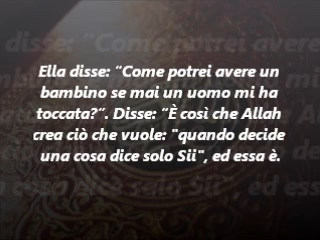 Ella disse: "Come potrei avere un
bambino se mai un uomo mi ha
toccata?". Disse: "È così che Allah
crea ciò che vuole: "quando decide
una cosa dice solo Sii", ed essa è.